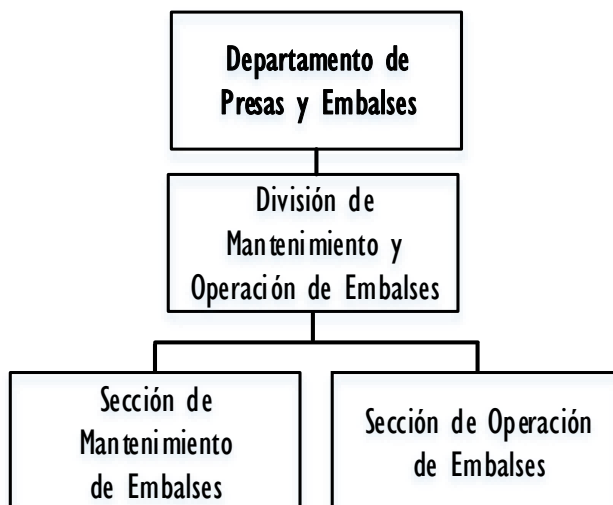 Departamento de
Presas y Embalses
División de
Mantenimiento y
Operación de Embalses
Sección de
Mantenimiento
de Embalses
Sección de Operación
de Embalses